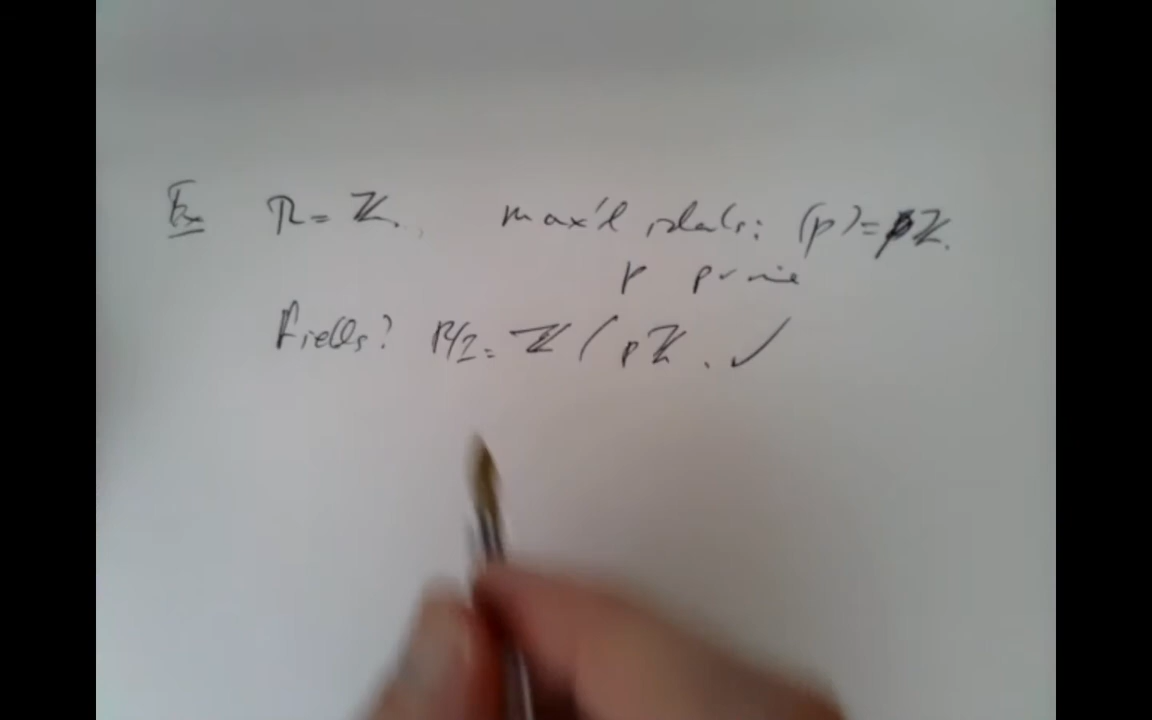 Ex R = ℤ. max'l ideals: (p) = pℤ.
p prime
Fields? R/I = ℤ / pℤ. ✓